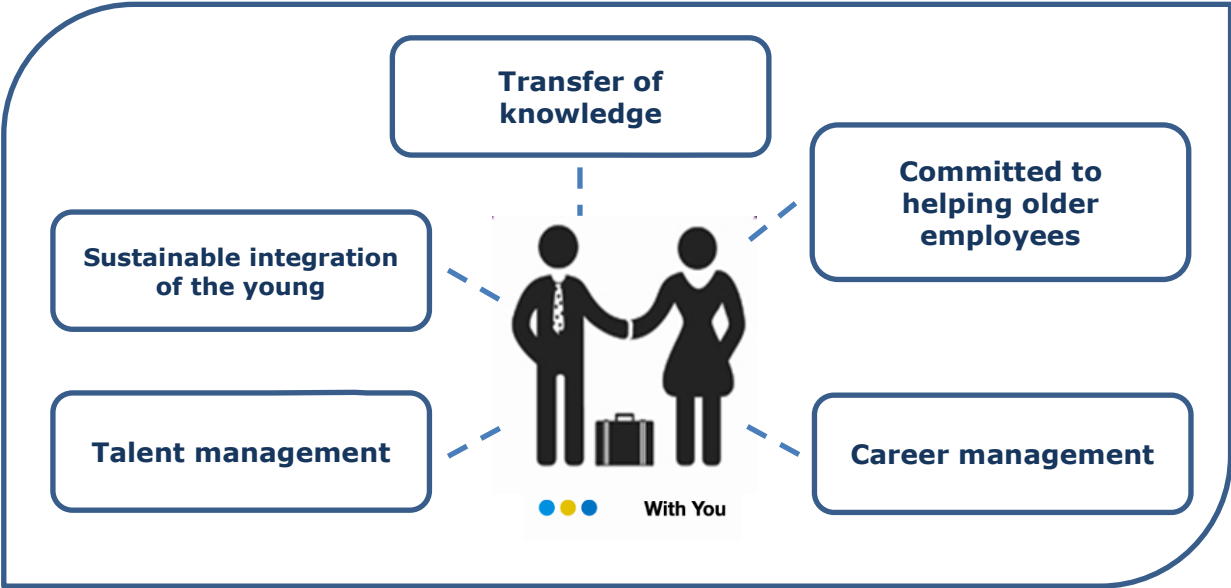 Transfer of
knowledge
Committed to
helping older
employees
Sustainable integration
of the young
Talent management
Career management
With You